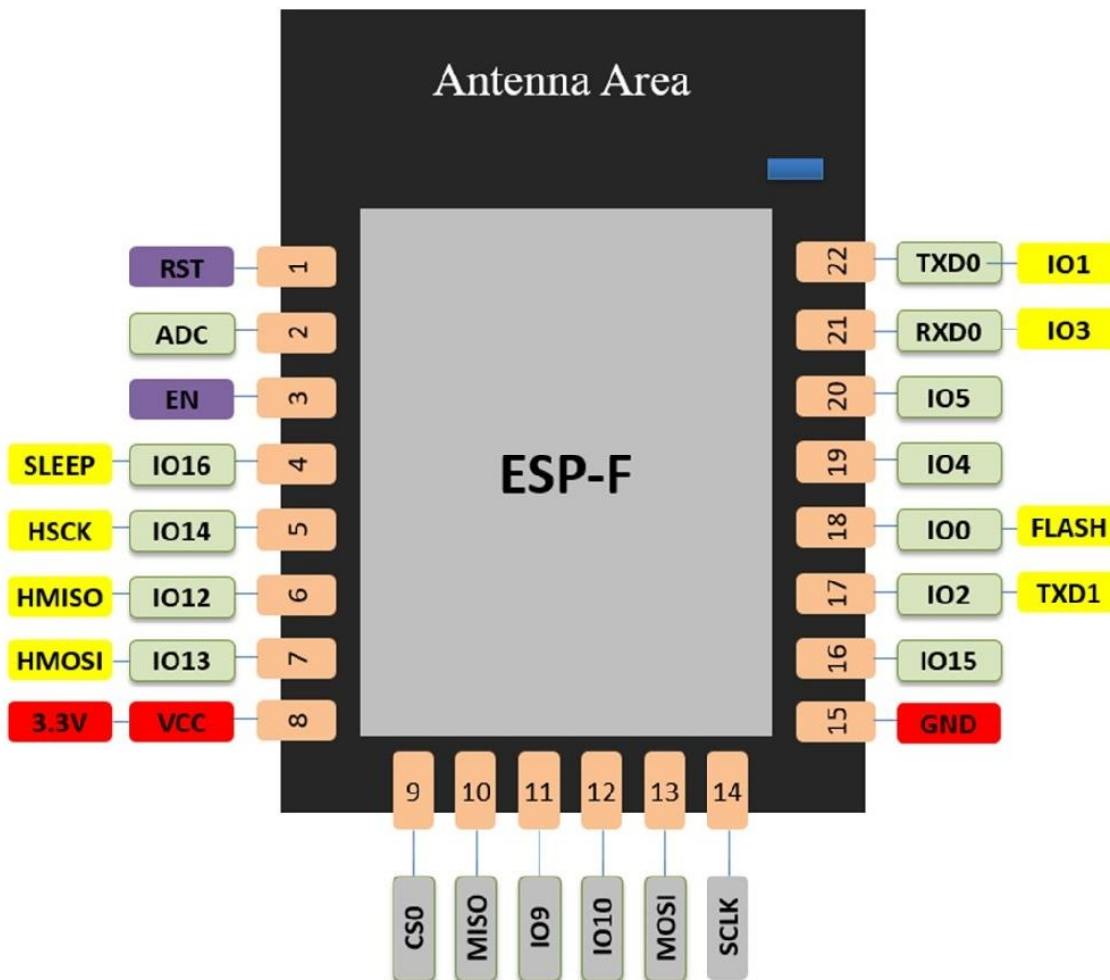 Antenna Area
RST 1 22 TXD0 IO1
ADC 2 21 RXD0 IO3
EN 3 20 IO5
SLEEP IO16 4 19 IO4
HSCK IO14 5 18 IO0 FLASH
HMISO IO12 6 17 IO2 TXD1
HMOSI IO13 7 16 IO15
3.3V VCC 8 15 GND
ESP-F
9 10 11 12 13 14
CS0 MISO IO9 IO10 MOSI SCLK